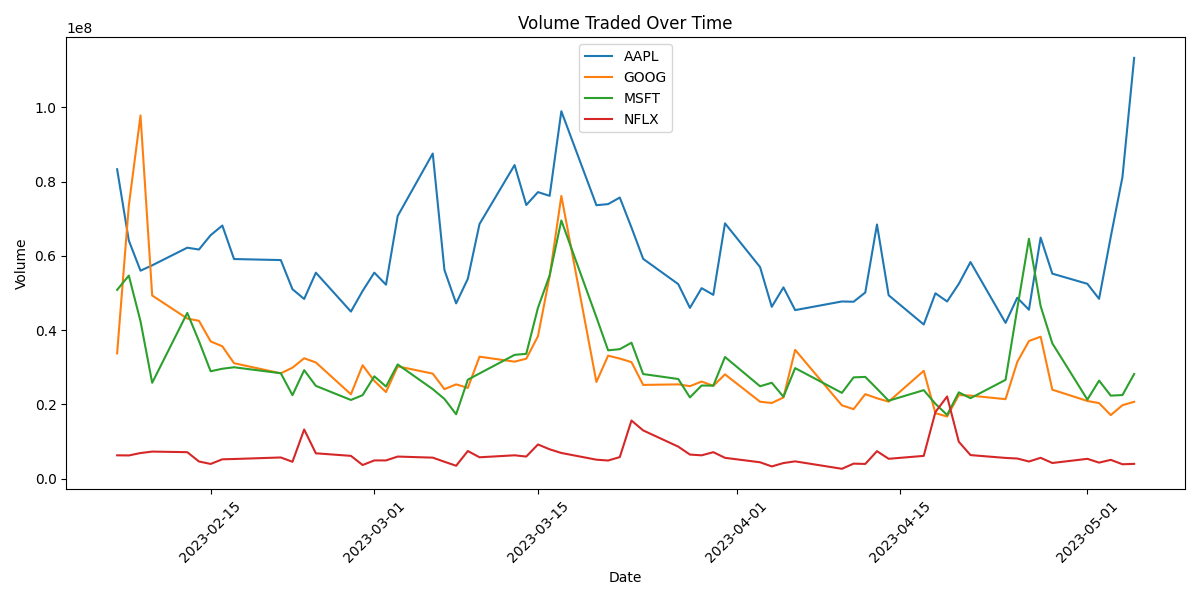 Volume Traded Over Time
1e8
AAPL
GOOG
MSFT
NFLX
1.0
0.8
0.6
0.4
0.2
0.0
Volume
2023-02-15
2023-03-01
2023-03-15
2023-04-01
2023-04-15
2023-05-01
Date